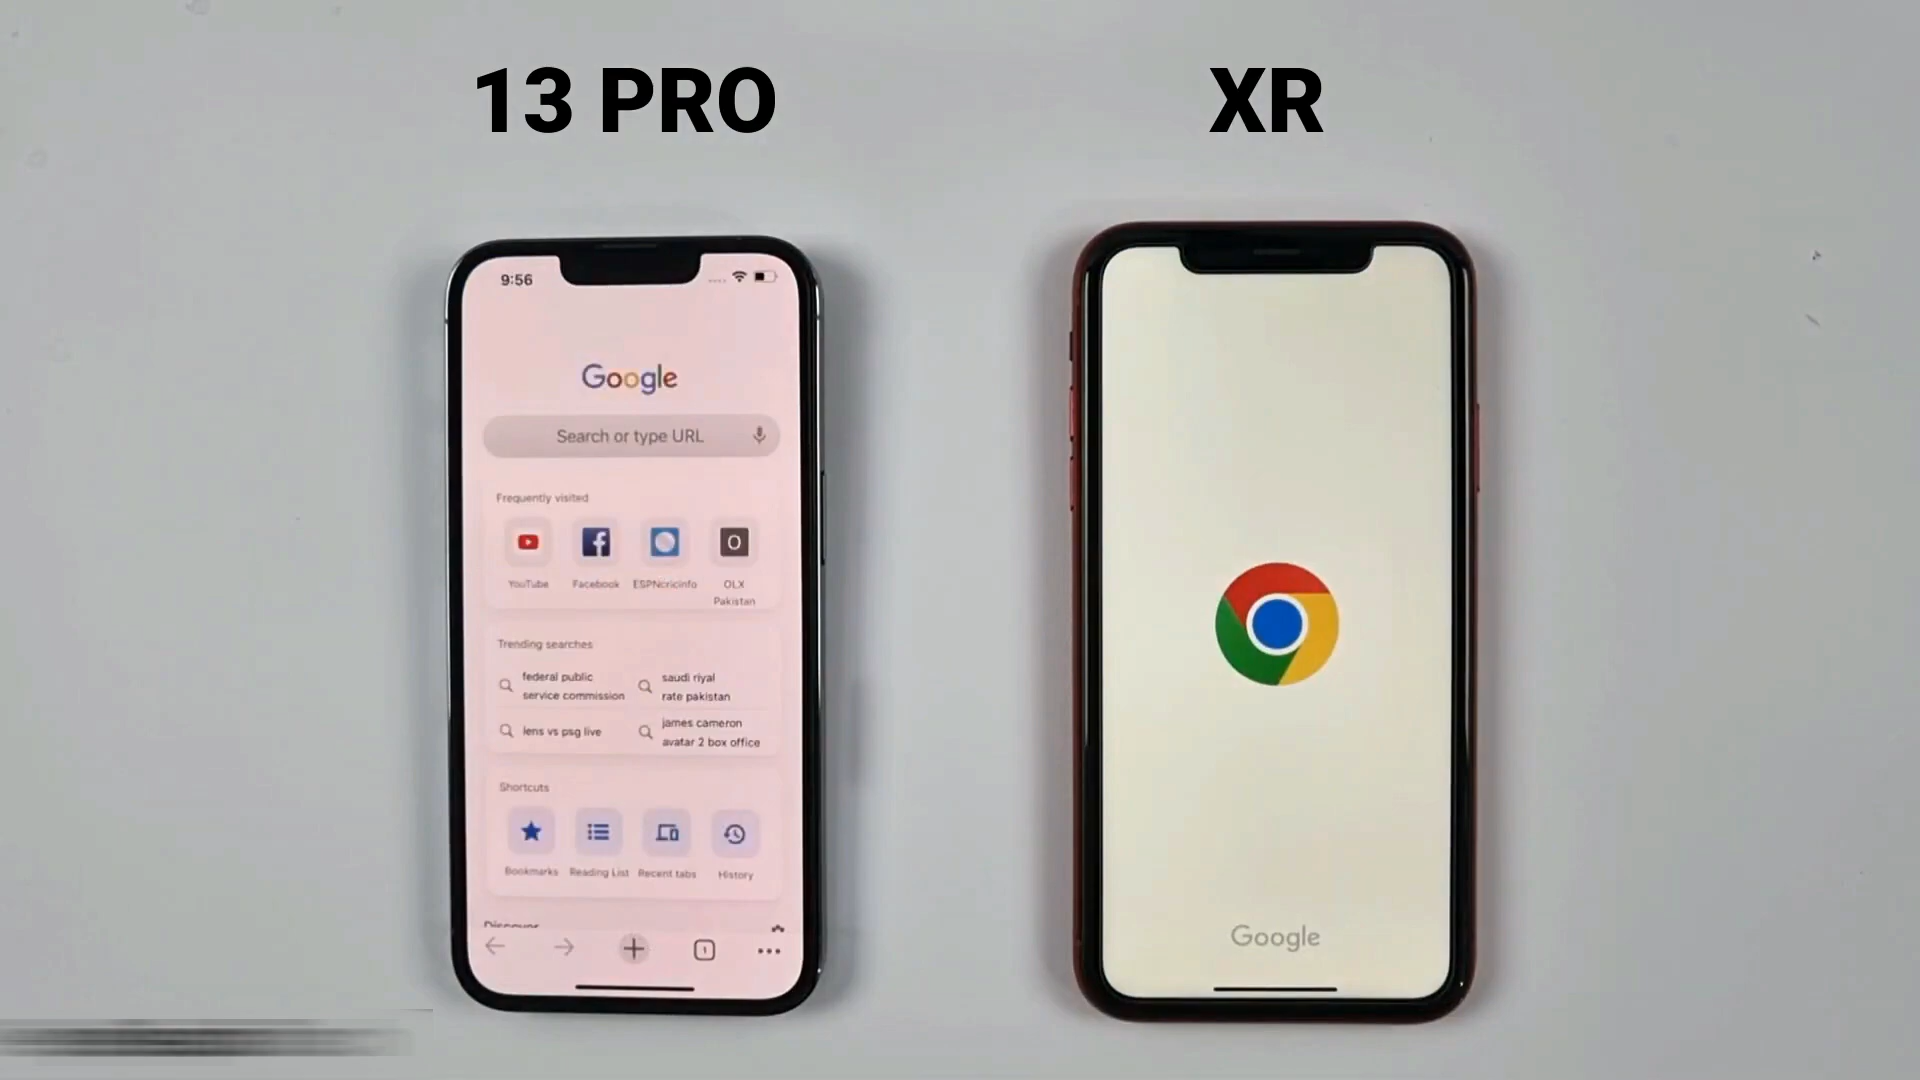 13 PRO
XR
9:56
Google
Search or type URL
Frequently visited
YouTube
Facebook
ESPNcricinfo
O
OLX
Pakistan
Trending searches
federal public
service commission
saudi riyal
rate pakistan
lens vs psg live
james cameron
avatar 2 box office
Shortcuts
Bookmarks
Reading List
Recent tabs
History
Discover
1
Google